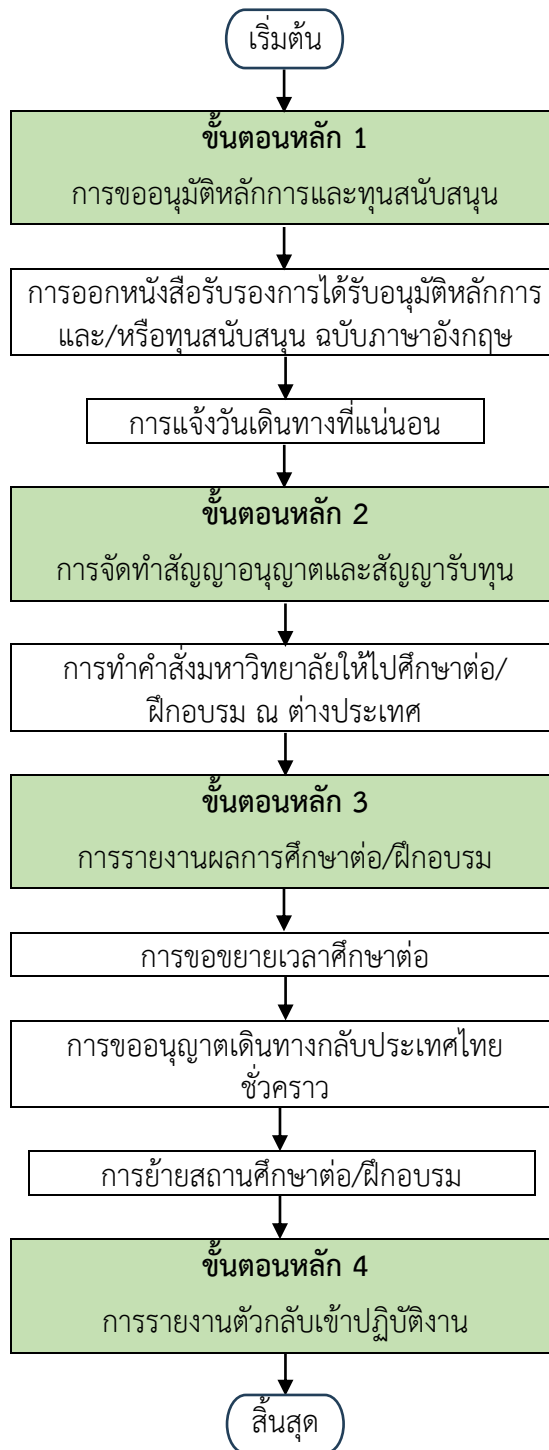 เริ่มต้น
ขั้นตอนหลัก 1
การขออนุมัติหลักการและทุนสนับสนุน
การออกหนังสือรับรองการได้รับอนุมัติหลักการ
และ/หรือทุนสนับสนุน ฉบับภาษาอังกฤษ
การแจ้งวันเดินทางที่แน่นอน
ขั้นตอนหลัก 2
การจัดทำสัญญาอนุญาตและสัญญารับทุน
การทำคำสั่งมหาวิทยาลัยให้ไปศึกษาต่อ/
ฝึกอบรม ณ ต่างประเทศ
ขั้นตอนหลัก 3
การรายงานผลการศึกษาต่อ/ฝึกอบรม
การขอขยายเวลาศึกษาต่อ
การขออนุญาตเดินทางกลับประเทศไทย
ชั่วคราว
การย้ายสถานศึกษาต่อ/ฝึกอบรม
ขั้นตอนหลัก 4
การรายงานตัวกลับเข้าปฏิบัติงาน
สิ้นสุด